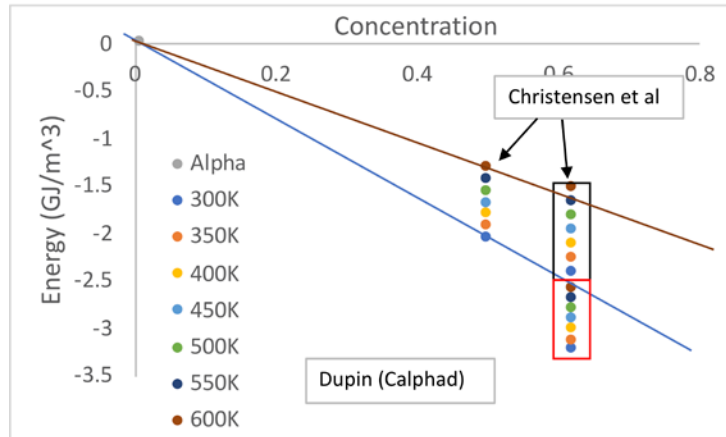 Concentration
0
0
0.2
0.4
0.6
0.8
-0.5
-1
-1.5
-2
-2.5
-3
-3.5
Energy (GJ/m^3)
Christensen et al
Alpha
300K
350K
400K
450K
500K
550K
600K
Dupin (Calphad)